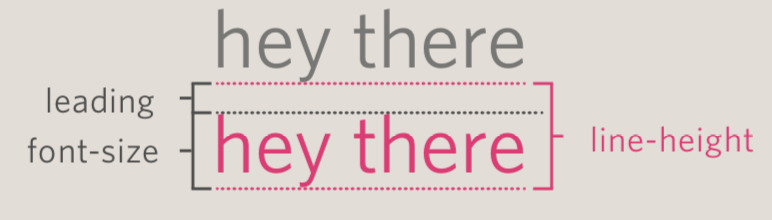 hey there
leading
font-size
hey there
line-height